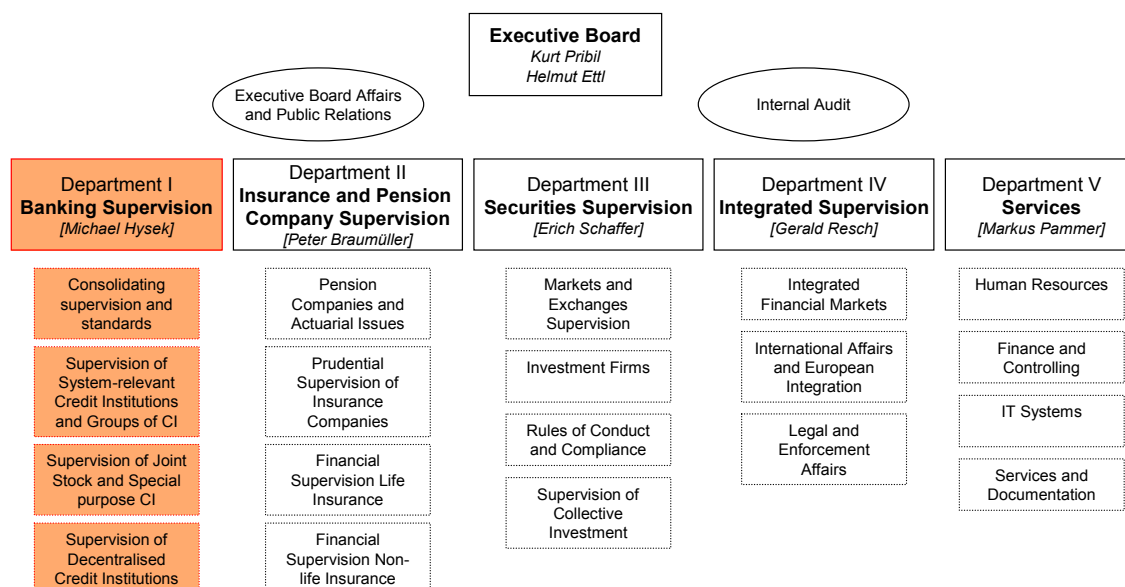 Executive Board
Kurt Pribil
Helmut Ettl
Executive Board Affairs
and Public Relations
Internal Audit
Department I
Banking Supervision
[Michael Hysek]
Department II
Insurance and Pension
Company Supervision
[Peter Braumüller]
Department III
Securities Supervision
[Erich Schaffer]
Department IV
Integrated Supervision
[Gerald Resch]
Department V
Services
[Markus Pammer]
Consolidating
supervision and
standards
Supervision of
System-relevant
Credit Institutions
and Groups of CI
Supervision of Joint
Stock and Special
purpose CI
Supervision of
Decentralised
Credit Institutions
Pension
Companies and
Actuarial Issues
Prudential
Supervision of
Insurance
Companies
Financial
Supervision Life
Insurance
Financial
Supervision Non-
life Insurance
Markets and
Exchanges
Supervision
Investment Firms
Rules of Conduct
and Compliance
Supervision of
Collective
Investment
Integrated
Financial Markets
International Affairs
and European
Integration
Legal and
Enforcement
Affairs
Human Resources
Finance and
Controlling
IT Systems
Services and
Documentation